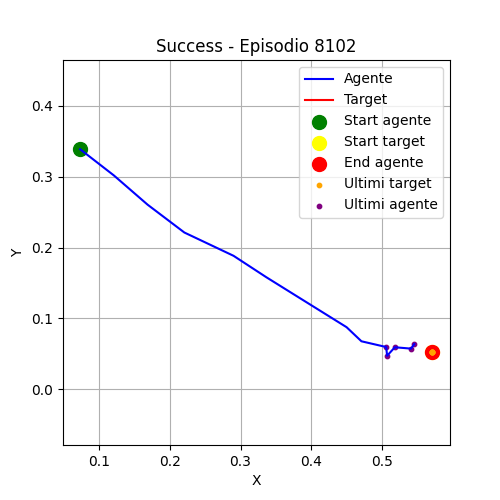 Success - Episodio 8102
Agente
Target
Start agente
Start target
End agente
Ultimi target
Ultimi agente
0.4
0.3
0.2
0.1
0.0
Y
0.1
0.2
0.3
0.4
0.5
X